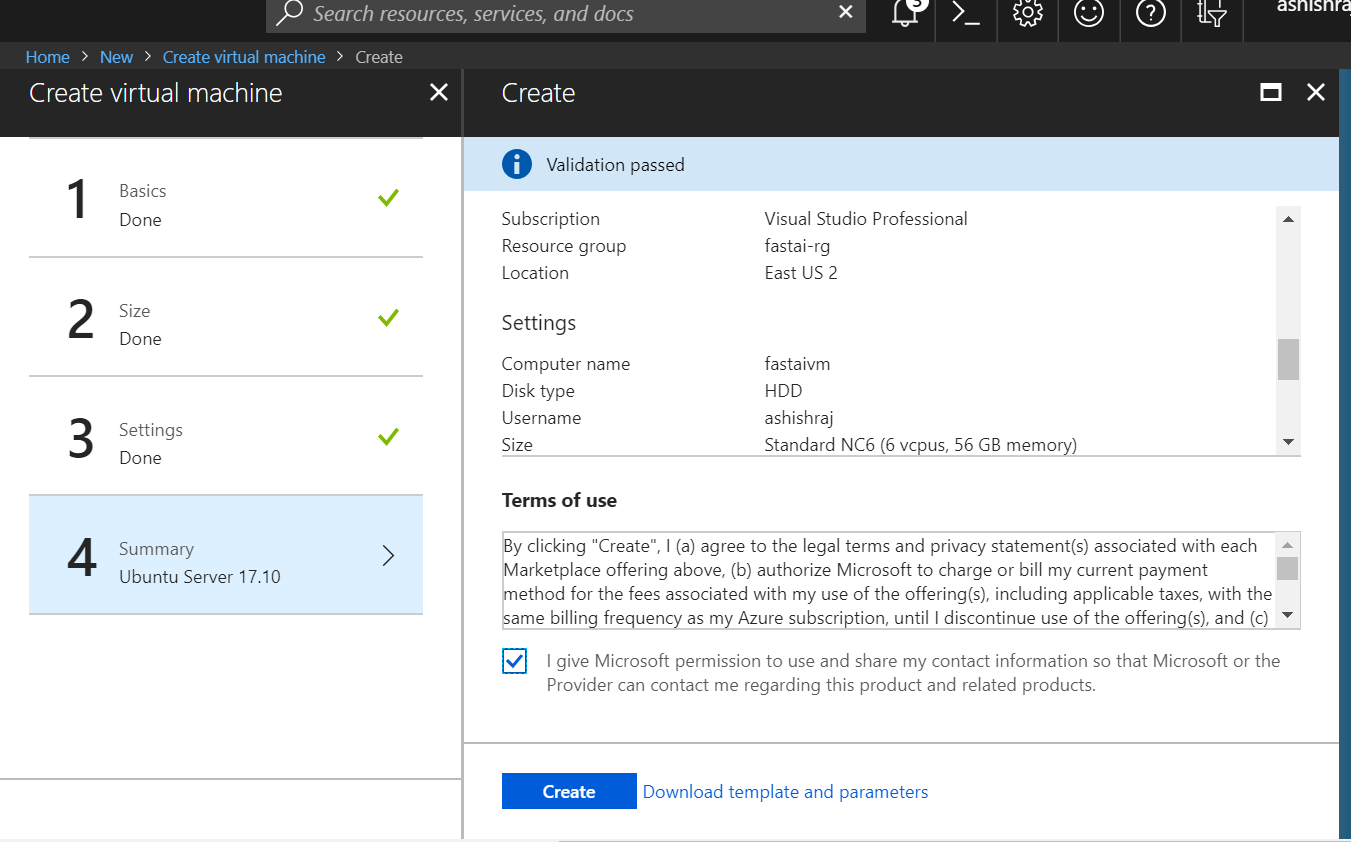 Search resources, services, and docs
Home > New > Create virtual machine > Create
Create virtual machine
1
Basics
Done
2
Size
Done
3
Settings
Done
4
Summary
Ubuntu Server 17.10
Create
Validation passed
Subscription Visual Studio Professional
Resource group fastai-rg
Location East US 2
Settings
Computer name fastaivm
Disk type HDD
Username ashishraj
Size Standard NC6 (6 vcpus, 56 GB memory)
Terms of use
By clicking "Create", I (a) agree to the legal terms and privacy statement(s) associated with each
Marketplace offering above, (b) authorize Microsoft to charge or bill my current payment
method for the fees associated with my use of the offering(s), including applicable taxes, with the
same billing frequency as my Azure subscription, until I discontinue use of the offering(s), and (c)
I give Microsoft permission to use and share my contact information so that Microsoft or the
Provider can contact me regarding this product and related products.
Create Download template and parameters